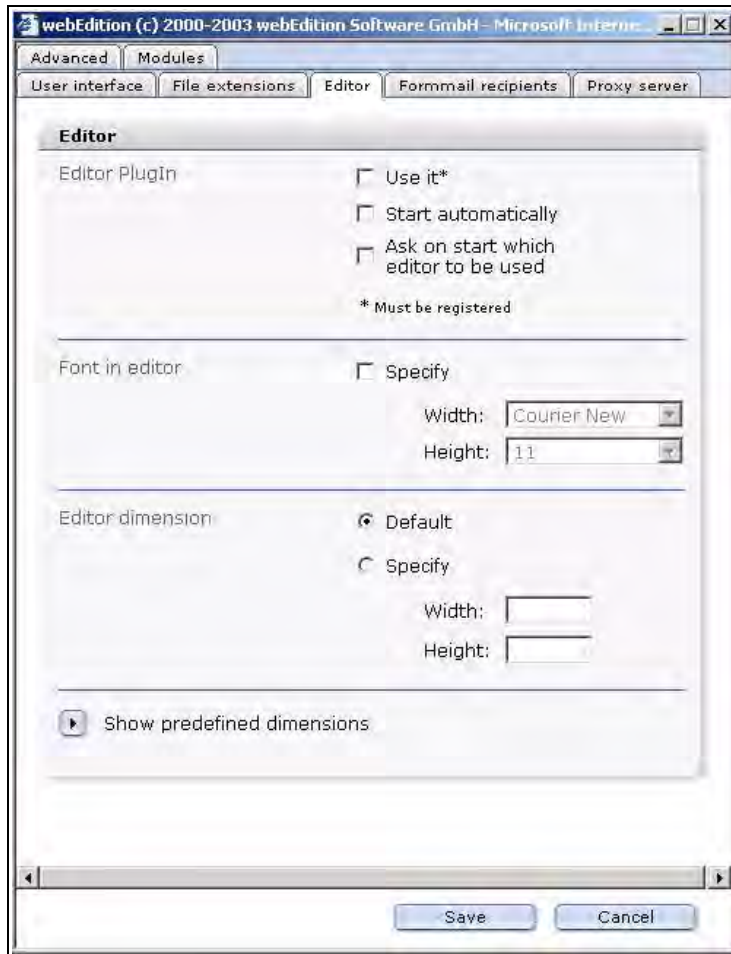 webEdition (c) 2000-2003 webEdition Software GmbH - Microsoft Interne...
Advanced Modules
User interface File extensions Editor Formmail recipients Proxy server
Editor
Editor PlugIn
Use it*
Start automatically
Ask on start which
editor to be used
* Must be registered
Font in editor
Specify
Width: Courier New
Height: 11
Editor dimension
Default
Specify
Width:
Height:
Show predefined dimensions
Save Cancel